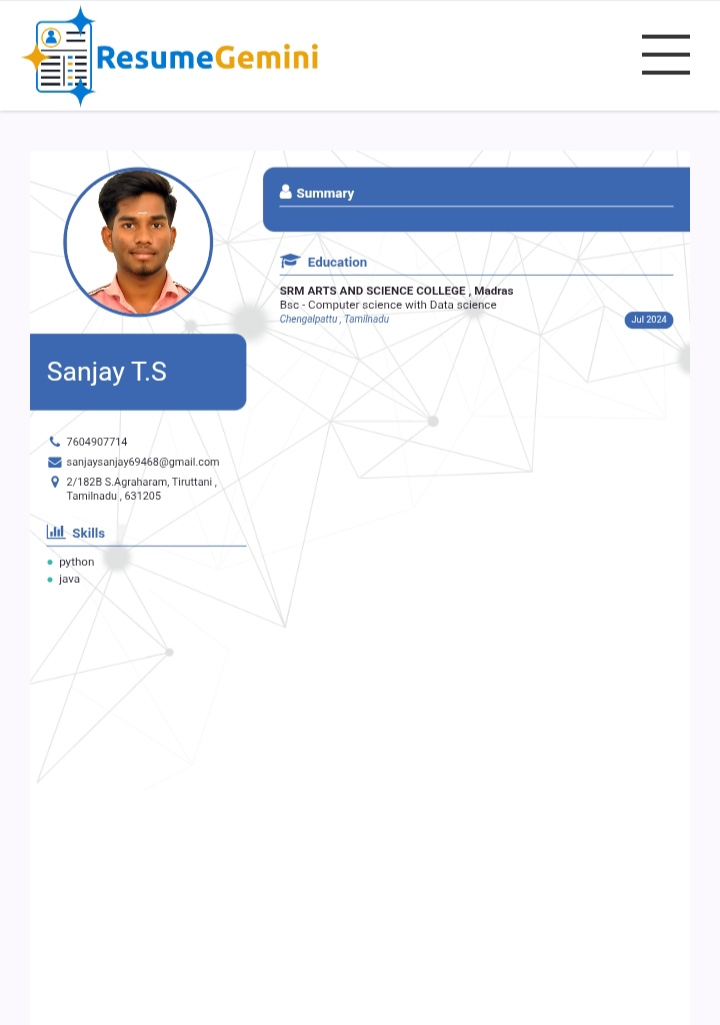 ResumeGemini
Sanjay T.S
7604907714
sanjaysanjay69468@gmail.com
2/182B S.Agraharam, Tiruttani ,
Tamilnadu , 631205
Skills
python
java
Summary
Education
SRM ARTS AND SCIENCE COLLEGE , Madras
Bsc - Computer science with Data science
Chengalpattu , Tamilnadu
Jul 2024